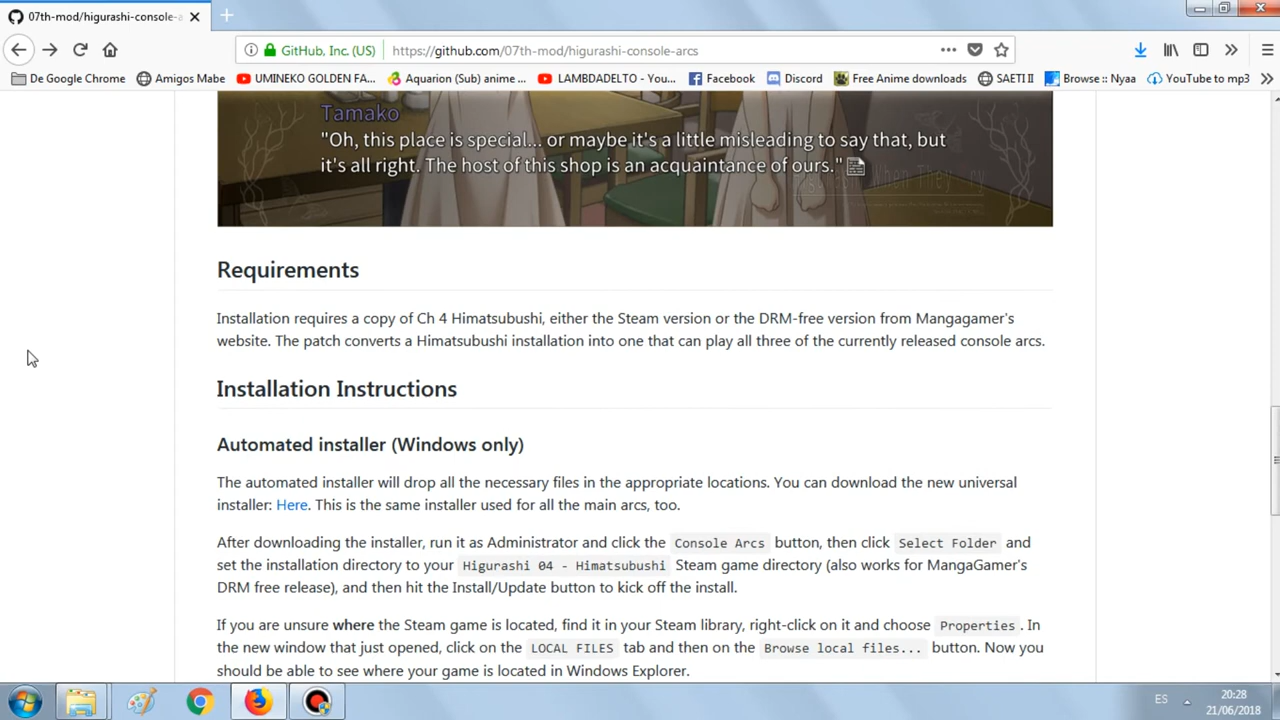 07th-mod/higurashi-console-a
GitHub, Inc. (US)
https://github.com/07th-mod/higurashi-console-arcs
De Google Chrome
Amigos Mabe
UMINEKO GOLDEN FA...
Aquarion (Sub) anime ...
LAMBDADELTO - You...
Facebook
Discord
Free Anime downloads
SAETI II
Browse :: Nyaa
YouTube to mp3
Tamako
"Oh, this place is special... or maybe it's a little misleading to say that, but
it's all right. The host of this shop is an acquaintance of ours."
Requirements
Installation requires a copy of Ch 4 Himatsubushi, either the Steam version or the DRM-free version from Mangagamer's
website. The patch converts a Himatsubushi installation into one that can play all three of the currently released console arcs.
Installation Instructions
Automated installer (Windows only)
The automated installer will drop all the necessary files in the appropriate locations. You can download the new universal
installer: Here. This is the same installer used for all the main arcs, too.
After downloading the installer, run it as Administrator and click the Console Arcs button, then click Select Folder and
set the installation directory to your Higurashi 04 - Himatsubushi Steam game directory (also works for MangaGamer's
DRM free release), and then hit the Install/Update button to kick off the install.
If you are unsure where the Steam game is located, find it in your Steam library, right-click on it and choose Properties. In
the new window that just opened, click on the LOCAL FILES tab and then on the Browse local files... button. Now you
should be able to see where your game is located in Windows Explorer.
ES
20:28
21/06/2018